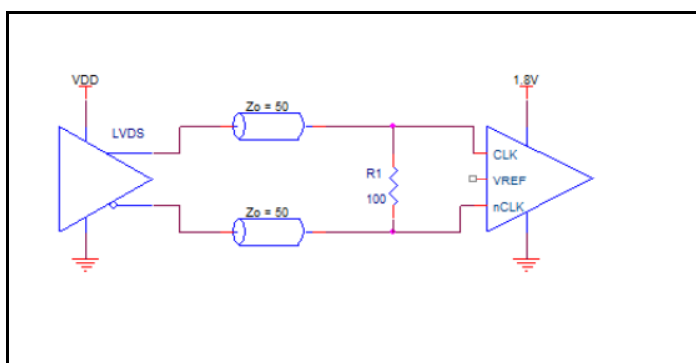 VDD
LVDS
Zo = 50
Zo = 50
R1
100
1.8V
CLK
VREF
nCLK